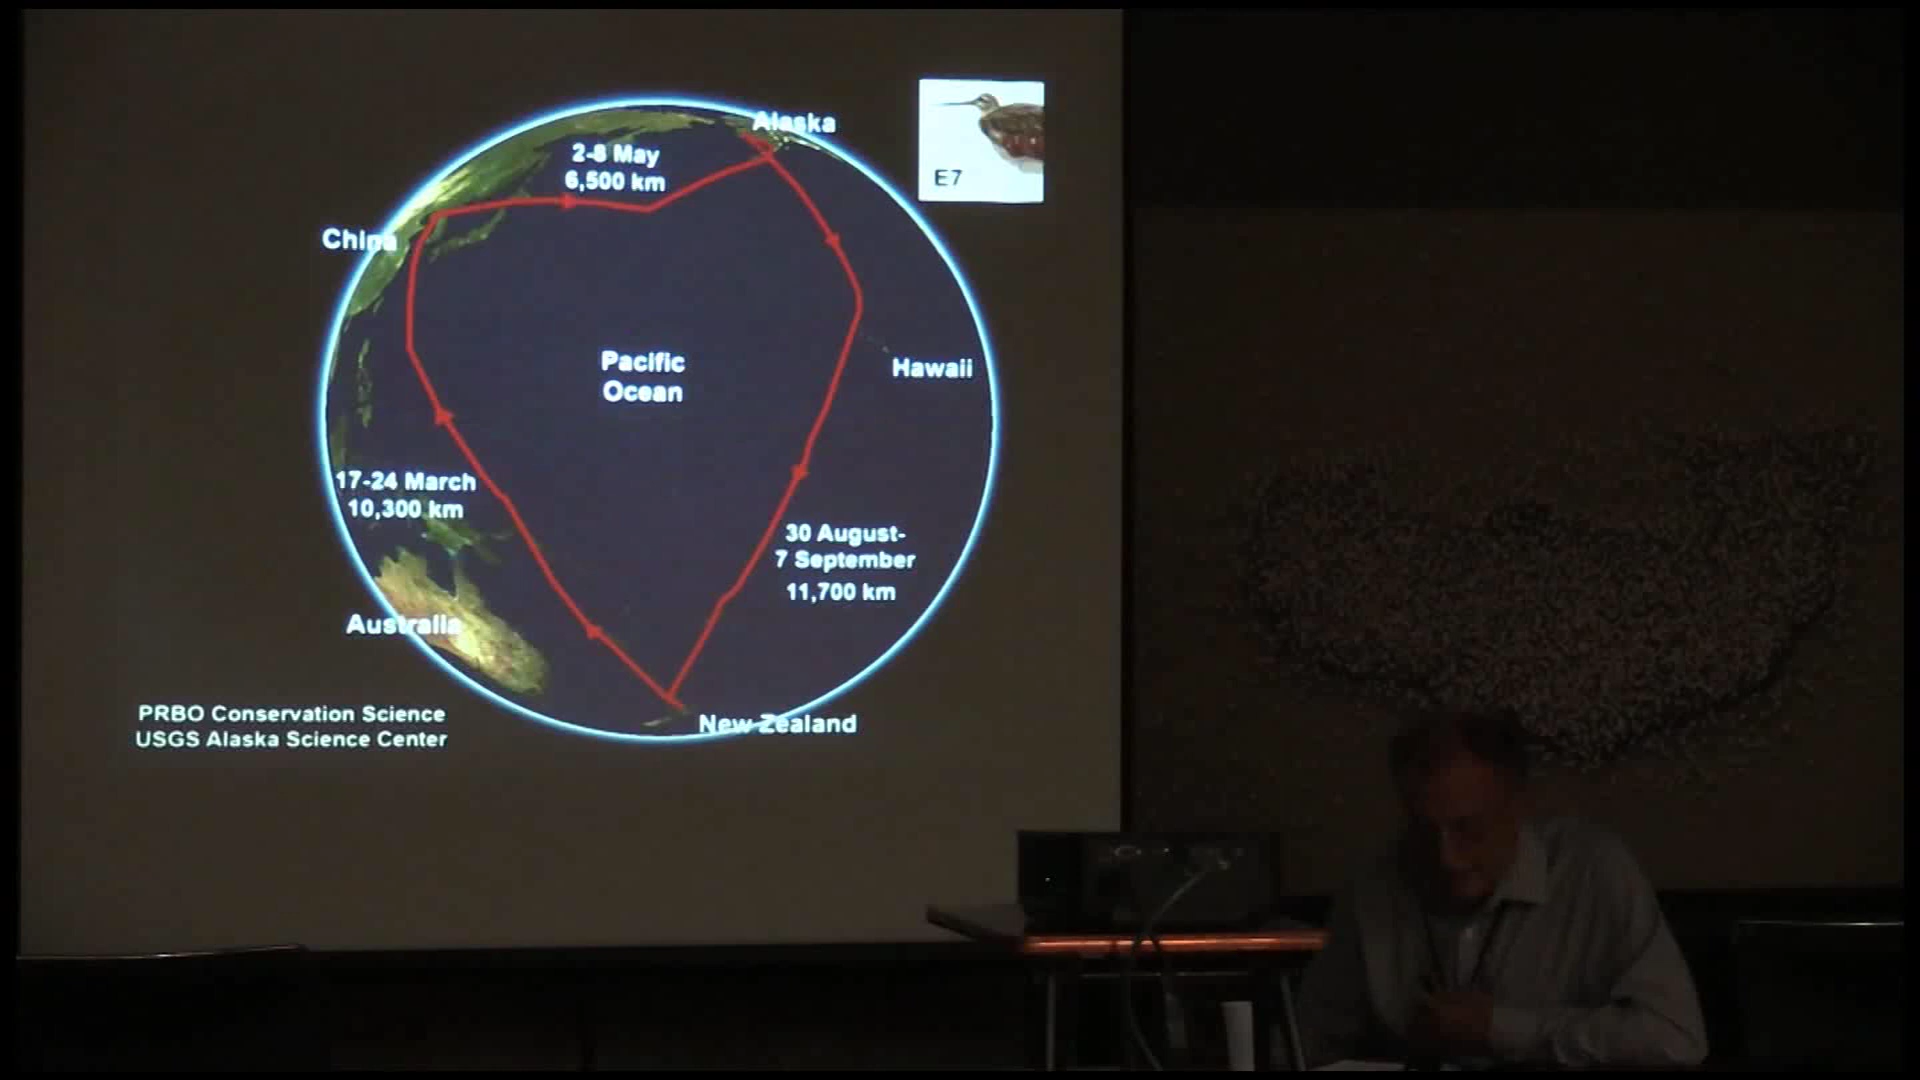 Alaska
E7
2-8 May
6,500 km
China
Pacific
Ocean
Hawaii
17-24 March
10,300 km
30 August-
7 September
11,700 km
Australia
New Zealand
PRBO Conservation Science
USGS Alaska Science Center